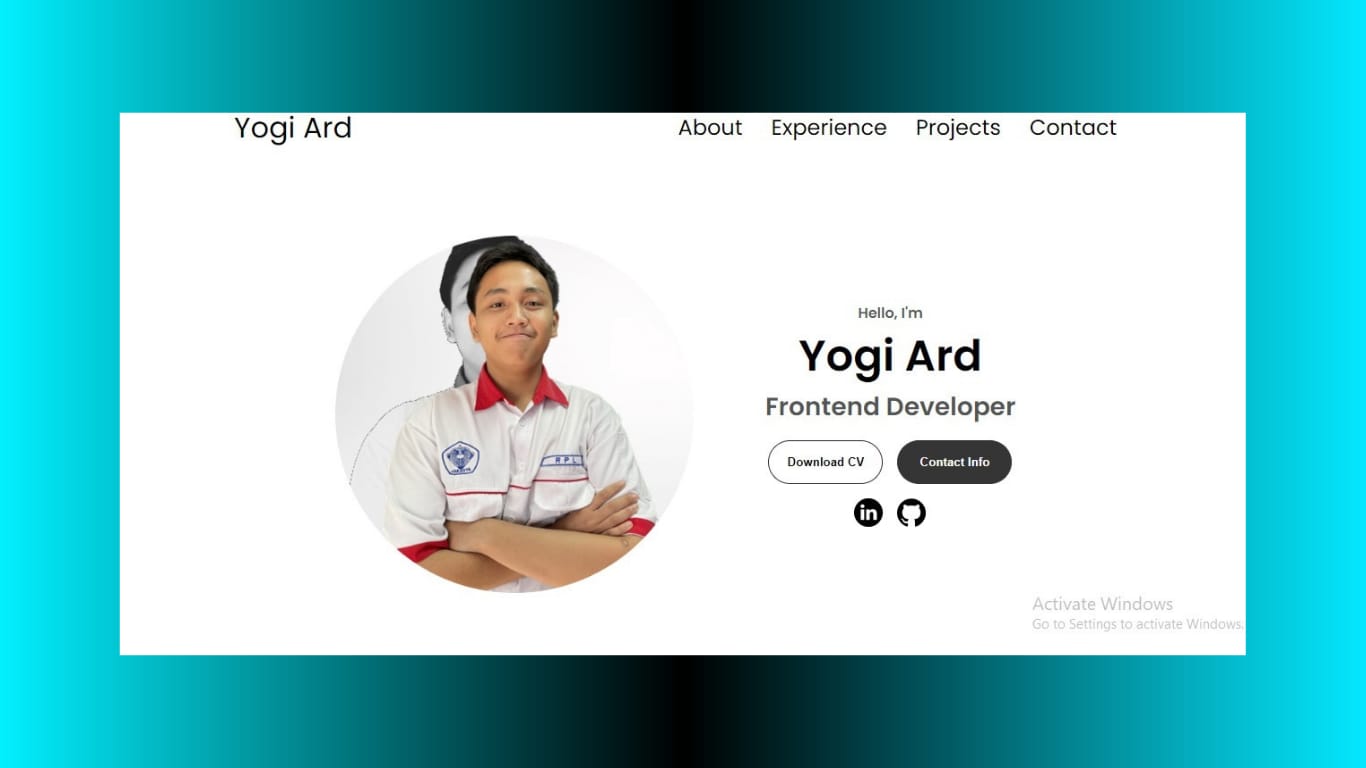 Yogi Ard
About Experience Projects Contact
Hello, I'm
Yogi Ard
Frontend Developer
Download CV
Contact Info
in
RPL
Activate Windows
Go to Settings to activate Windows.